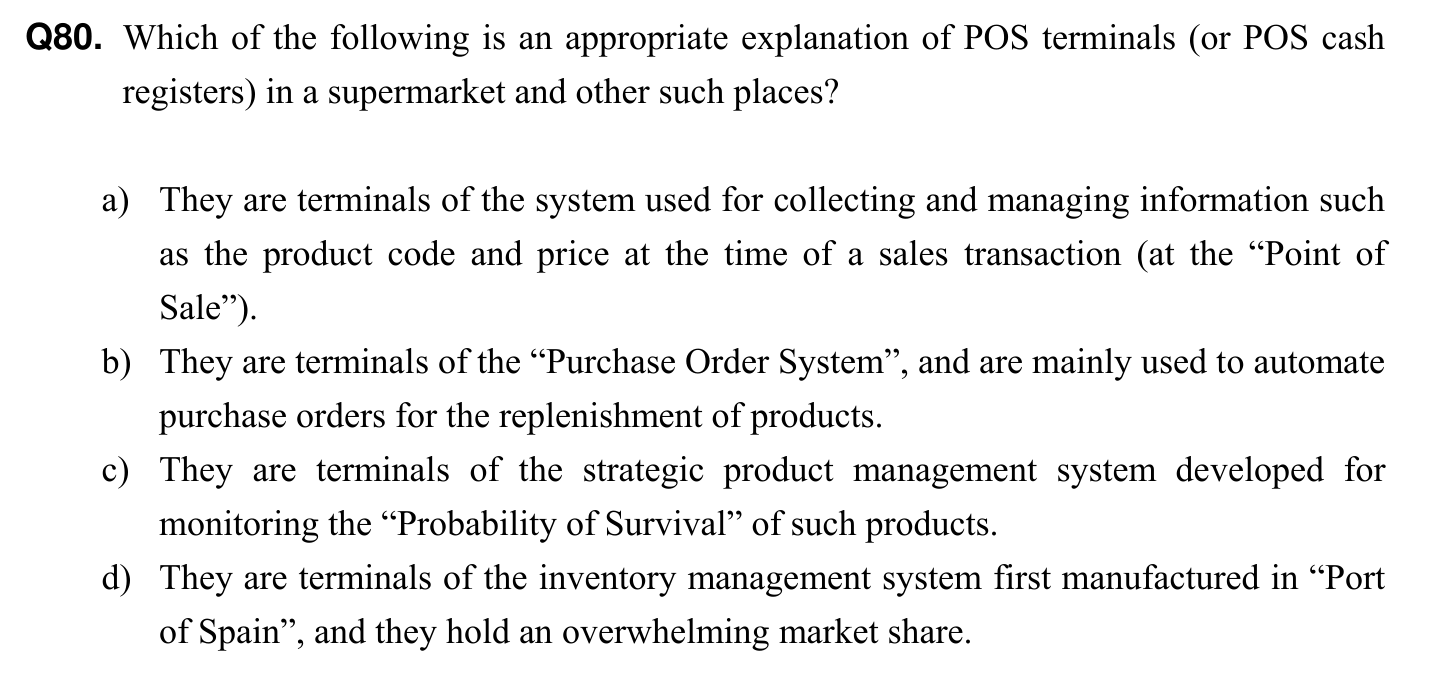 Q80. Which of the following is an appropriate explanation of POS terminals (or POS cash
registers) in a supermarket and other such places?
a) They are terminals of the system used for collecting and managing information such
as the product code and price at the time of a sales transaction (at the “Point of
Sale”).
b) They are terminals of the “Purchase Order System”, and are mainly used to automate
purchase orders for the replenishment of products.
c) They are terminals of the strategic product management system developed for
monitoring the “Probability of Survival” of such products.
d) They are terminals of the inventory management system first manufactured in “Port
of Spain”, and they hold an overwhelming market share.